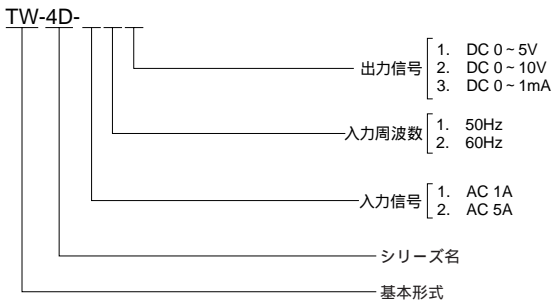 TW-4D-
出力信号
1. DC 0~5V
2. DC 0~10V
3. DC 0~1mA
入力周波数
1. 50Hz
2. 60Hz
入力信号
1. AC 1A
2. AC 5A
シリーズ名
基本形式